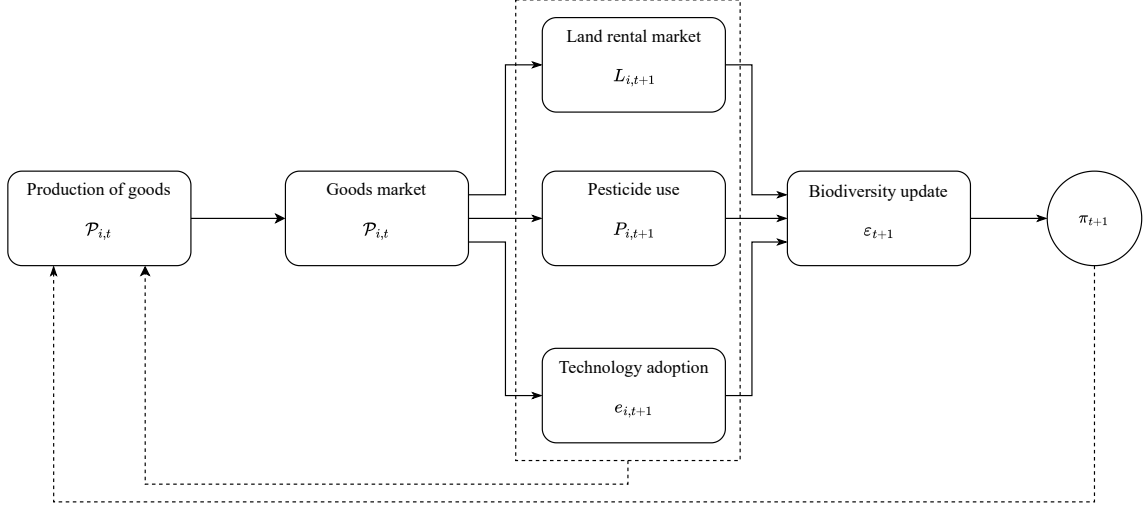 Production of goods
𝒫_{i,t}
Goods market
𝒫_{i,t}
Land rental market
L_{i,t+1}
Pesticide use
P_{i,t+1}
Technology adoption
e_{i,t+1}
Biodiversity update
ε_{t+1}
π_{t+1}